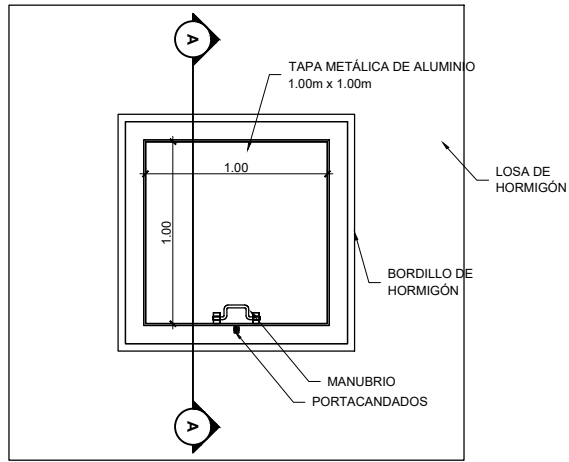 A
TAPA METÁLICA DE ALUMINIO
1.00m x 1.00m
LOSA DE
HORMIGÓN
1.00
1.00
BORDILLO DE
HORMIGÓN
MANUBRIO
PORTACANDADOS
A